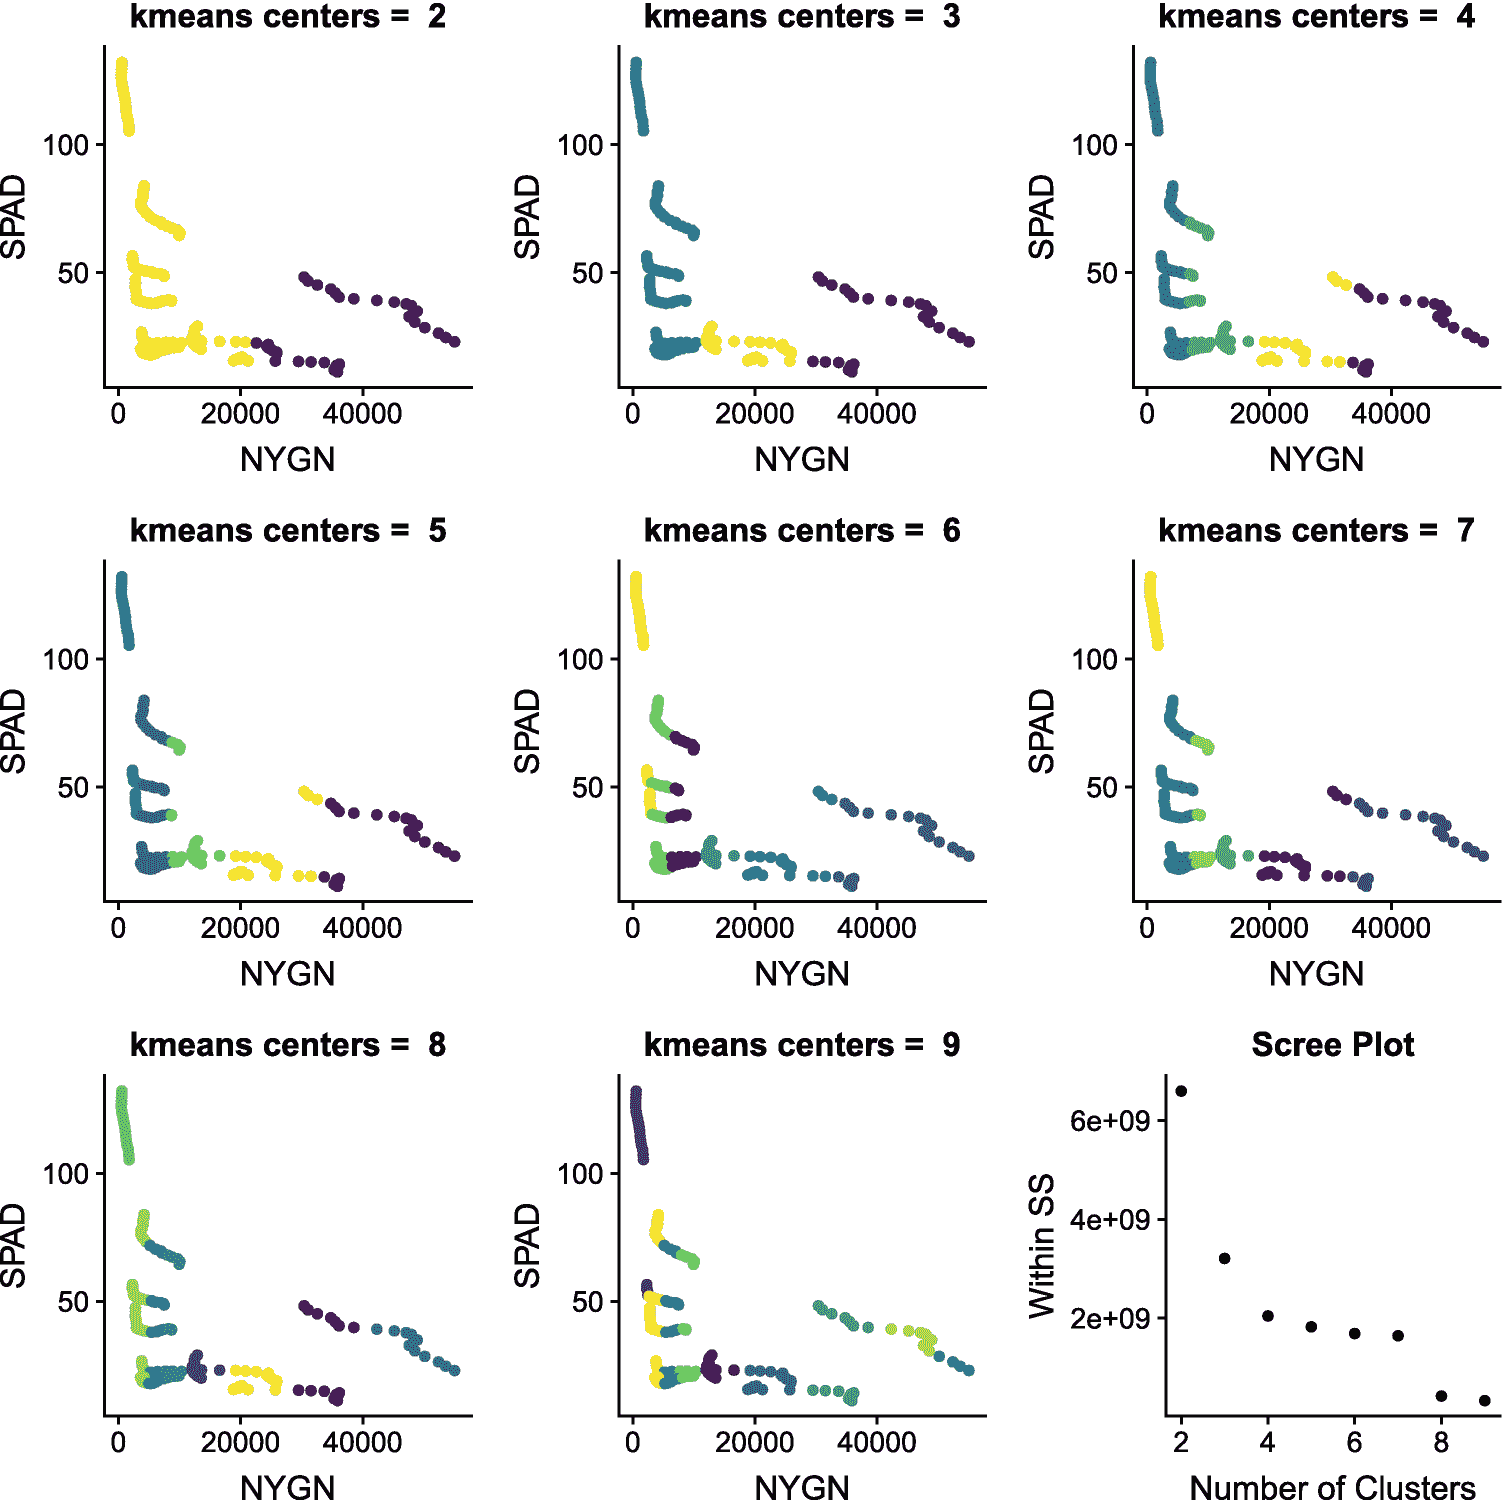 kmeans centers = 2
SPAD
100
50
0 20000 40000
NYGN
kmeans centers = 3
SPAD
100
50
0 20000 40000
NYGN
kmeans centers = 4
SPAD
100
50
0 20000 40000
NYGN
kmeans centers = 5
SPAD
100
50
0 20000 40000
NYGN
kmeans centers = 6
SPAD
100
50
0 20000 40000
NYGN
kmeans centers = 7
SPAD
100
50
0 20000 40000
NYGN
kmeans centers = 8
SPAD
100
50
0 20000 40000
NYGN
kmeans centers = 9
SPAD
100
50
0 20000 40000
NYGN
Scree Plot
Within SS
6e+09
4e+09
2e+09
2 4 6 8
Number of Clusters